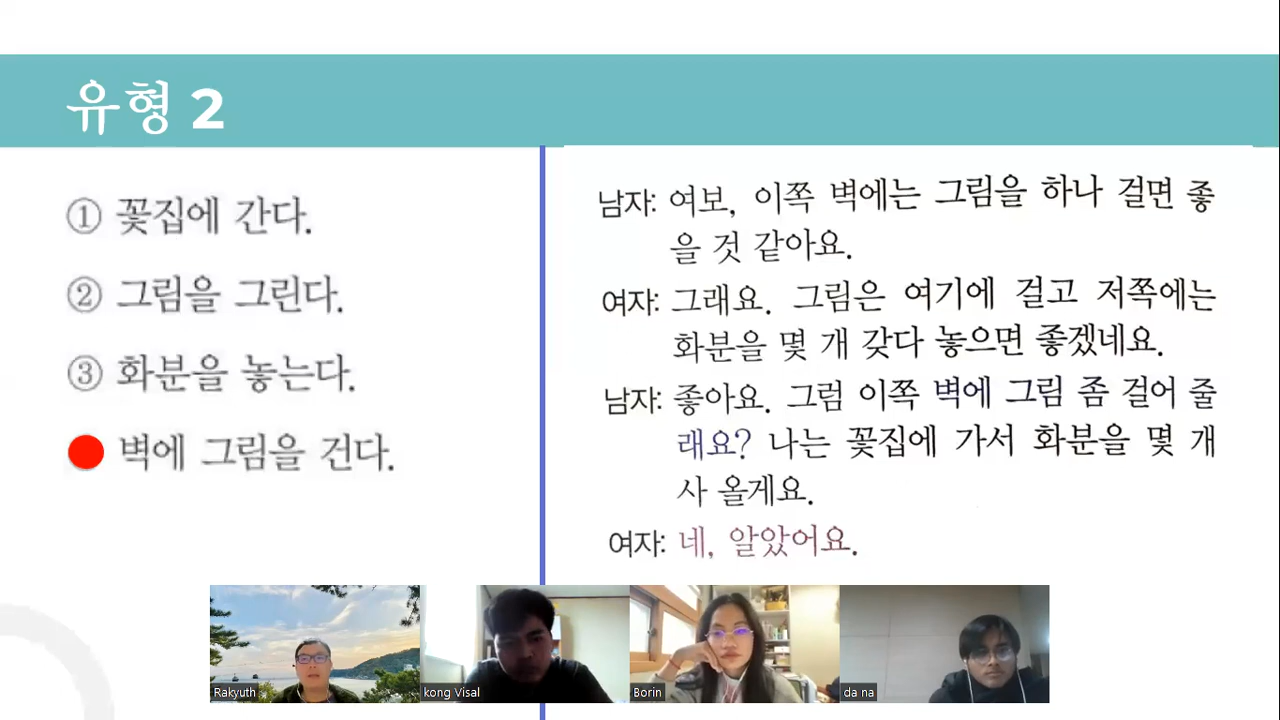 유형 2
① 꽃집에 간다.
② 그림을 그린다.
③ 화분을 놓는다.
벽에 그림을 건다.
남자: 여보, 이쪽 벽에는 그림을 하나 걸면 좋
을 것 같아요.
여자: 그래요. 그림은 여기에 걸고 저쪽에는
화분을 몇 개 갖다 놓으면 좋겠네요.
남자: 좋아요. 그럼 이쪽 벽에 그림 좀 걸어 줄
래요? 나는 꽃집에 가서 화분을 몇 개
사 올게요.
여자: 네, 알았어요.
Rakyuth
kong Visal
Borin
da na